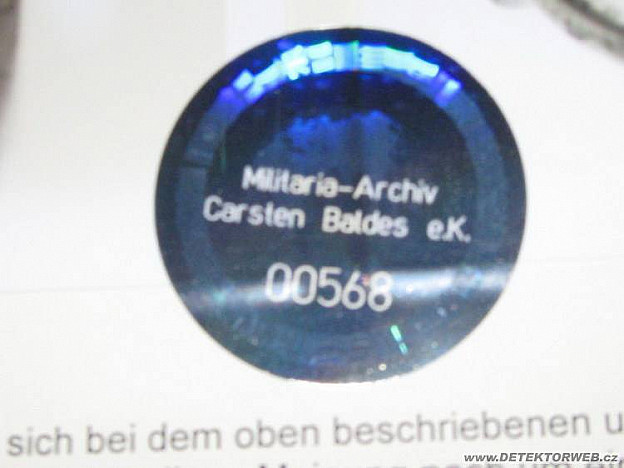 Militaria-Archiv
Carsten Baldes e.K.
00568
sich bei dem oben beschriebenen
www.DETEKTORWEB.cz